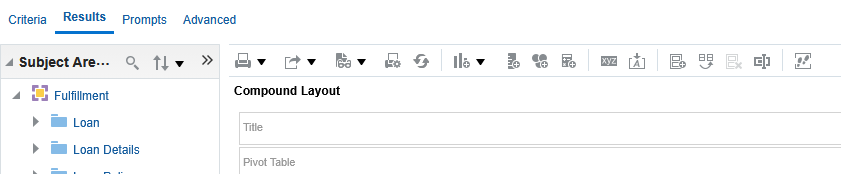 Criteria Results Prompts Advanced
Subject Are...
xyz
Fulfillment
Compound Layout
Loan
Title
Loan Details
Pivot Table